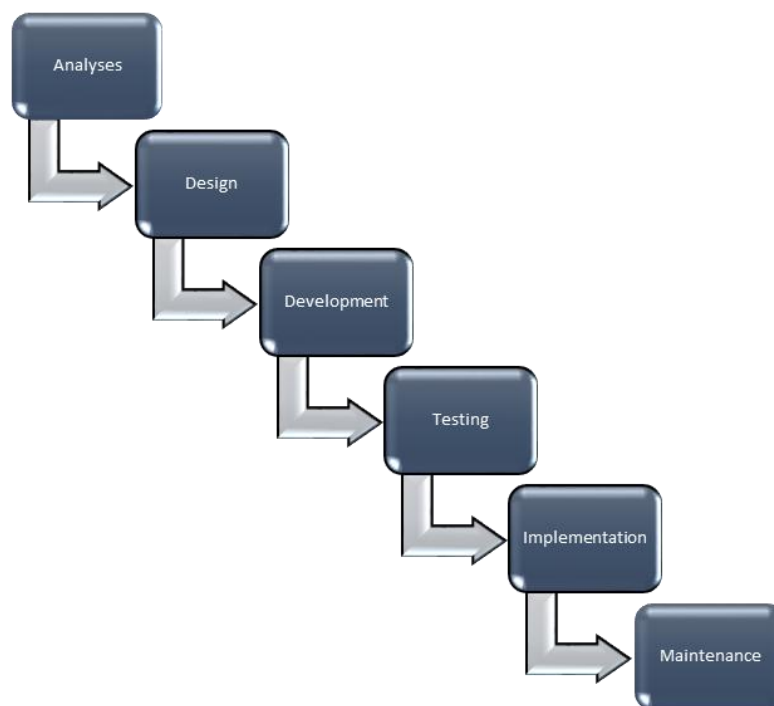 Analyses
Design
Development
Testing
Implementation
Maintenance